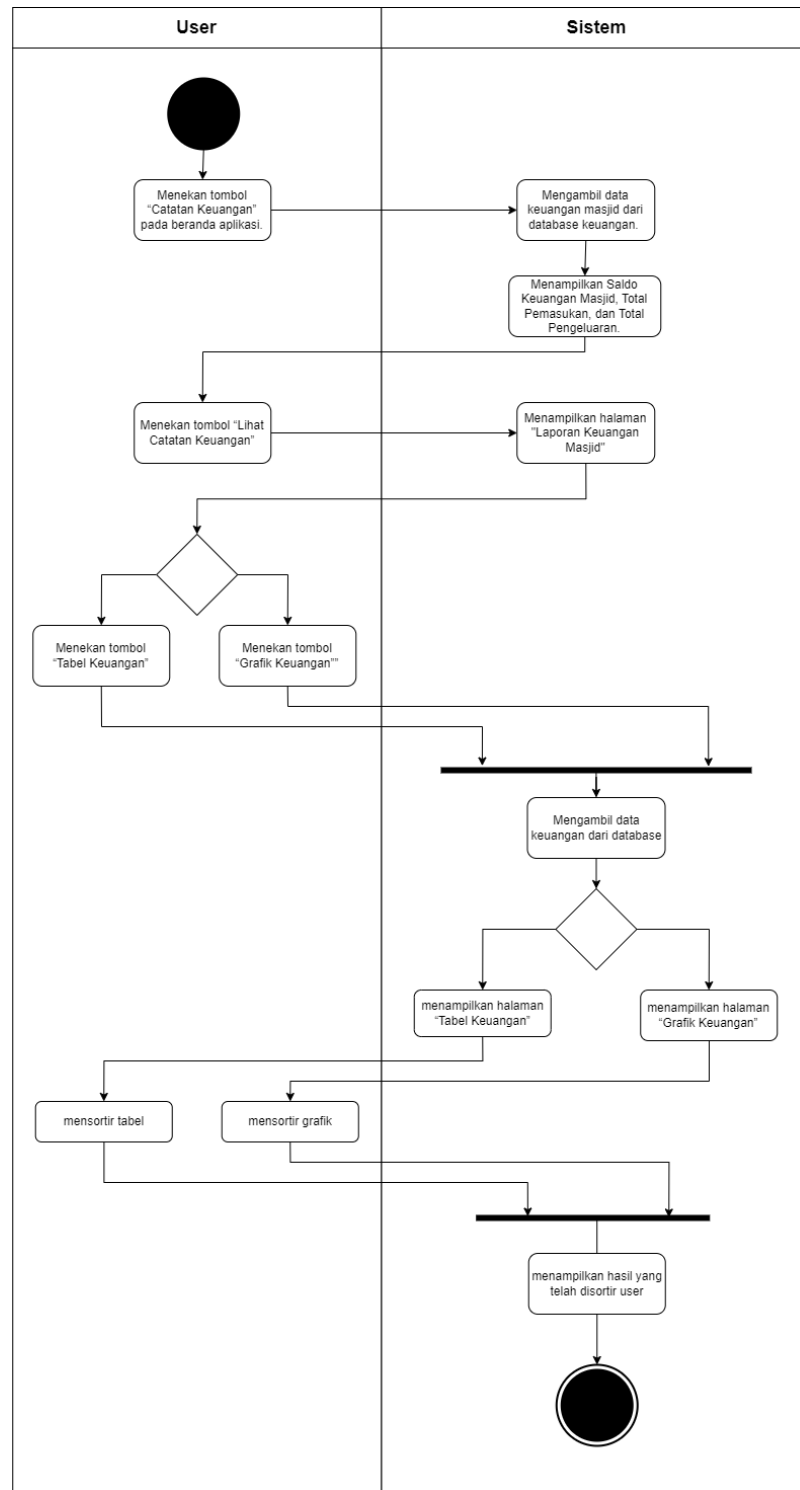 User
Sistem
Menekan tombol
“Catatan Keuangan”
pada beranda aplikasi.
Mengambil data
keuangan masjid dari
database keuangan.
Menampilkan Saldo
Keuangan Masjid, Total
Pemasukan, dan Total
Pengeluaran.
Menekan tombol “Lihat
Catatan Keuangan”
Menampilkan halaman
"Laporan Keuangan
Masjid"
Menekan tombol
“Tabel Keuangan”
Menekan tombol
“Grafik Keuangan””
Mengambil data
keuangan dari database
menampilkan halaman
“Tabel Keuangan”
menampilkan halaman
“Grafik Keuangan”
mensortir tabel
mensortir grafik
menampilkan hasil yang
telah disortir user